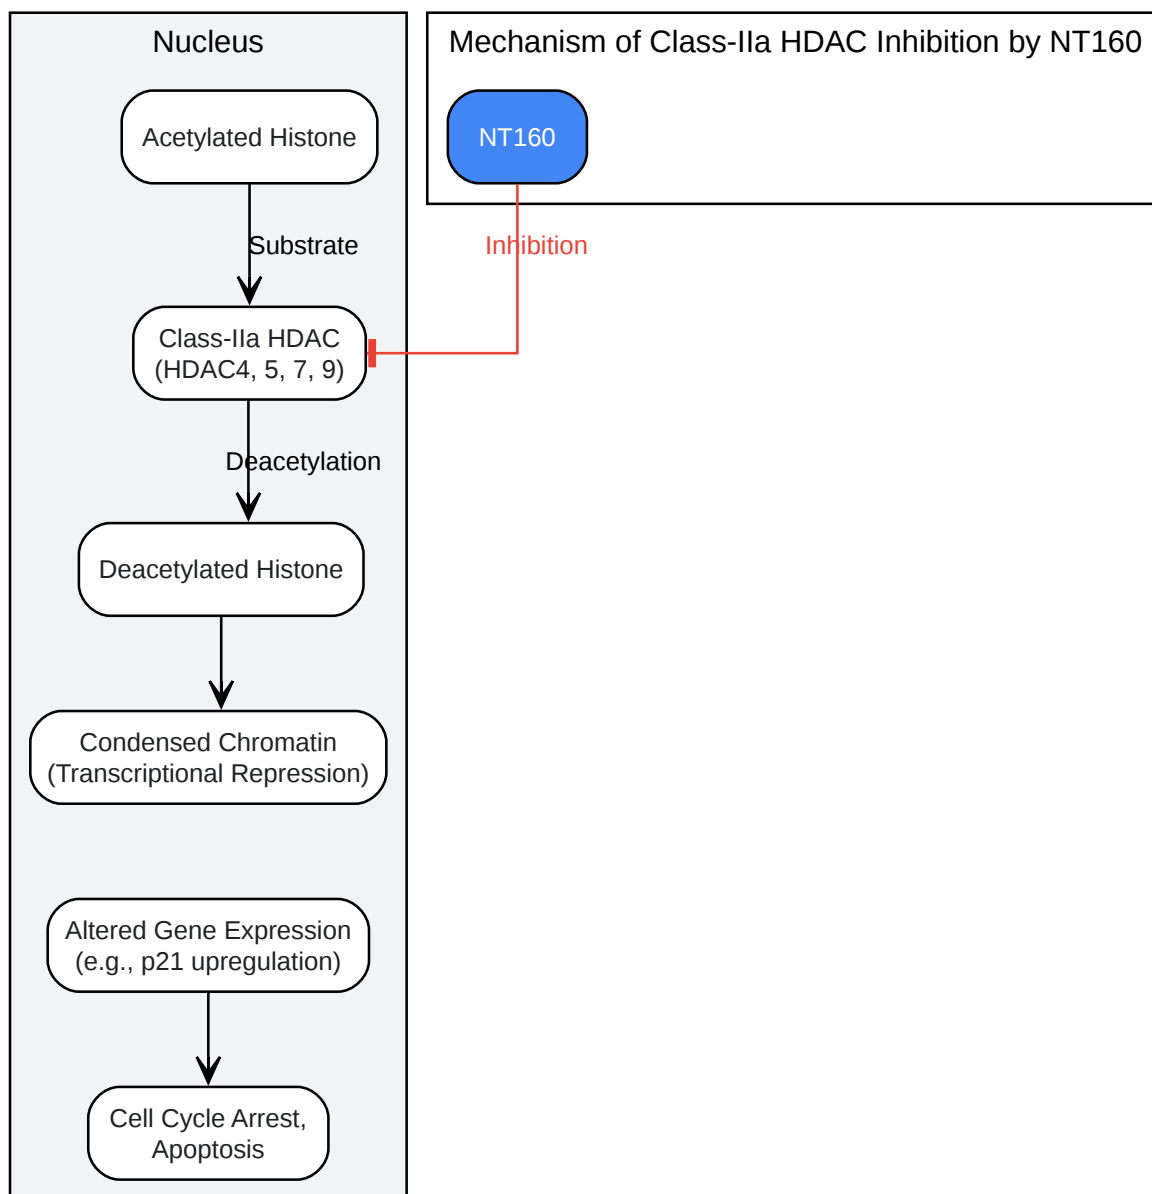 Nucleus
Mechanism of Class-IIa HDAC Inhibition by NT160
Acetylated Histone
NT160
Substrate
Inhibition
Class-IIa HDAC
(HDAC4, 5, 7, 9)
Deacetylation
Deacetylated Histone
Condensed Chromatin
(Transcriptional Repression)
Altered Gene Expression
(e.g., p21 upregulation)
Cell Cycle Arrest,
Apoptosis